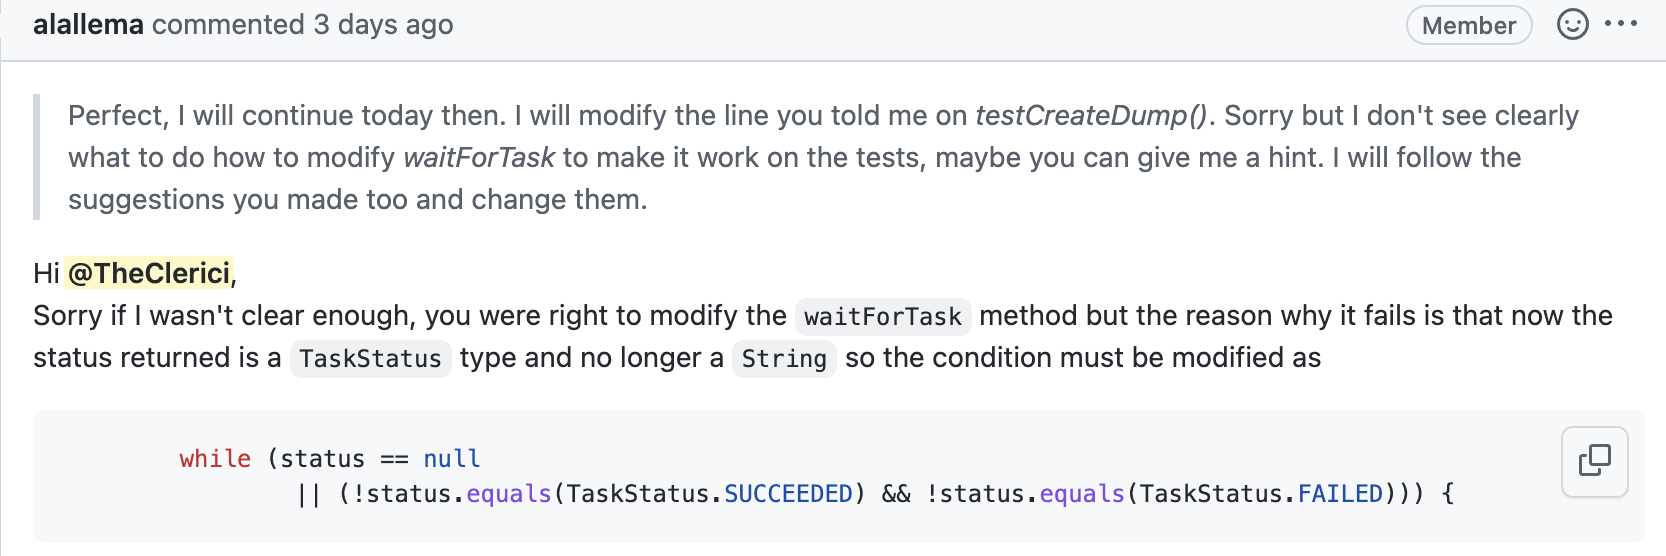 alallema commented 3 days ago Member
Perfect, I will continue today then. I will modify the line you told me on testCreateDump(). Sorry but I don't see clearly
what to do how to modify waitForTask to make it work on the tests, maybe you can give me a hint. I will follow the
suggestions you made too and change them.
Hi @TheClerici,
Sorry if I wasn't clear enough, you were right to modify the waitForTask method but the reason why it fails is that now the
status returned is a TaskStatus type and no longer a String so the condition must be modified as
while (status == null
|| (!status.equals(TaskStatus.SUCCEEDED) && !status.equals(TaskStatus.FAILED))) {